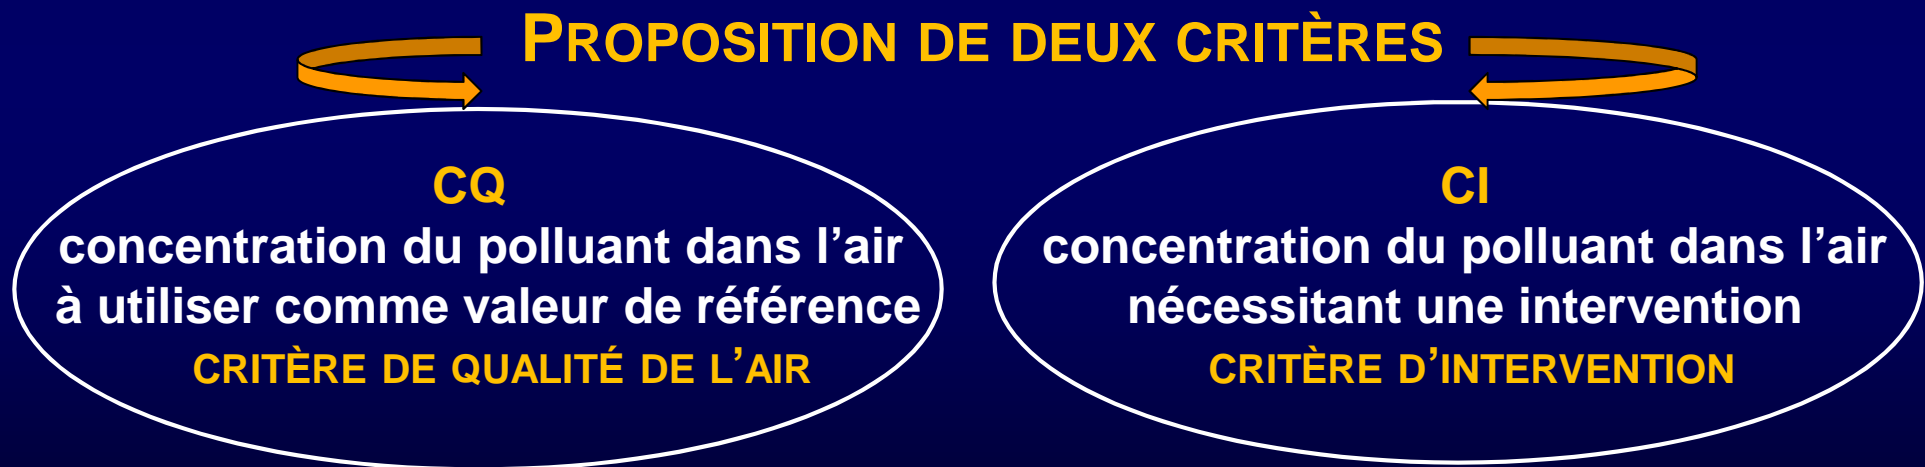 PROPOSITION DE DEUX CRITÈRES
CQ
concentration du polluant dans l’air
à utiliser comme valeur de référence
CRITÈRE DE QUALITÉ DE L’AIR
CI
concentration du polluant dans l’air
nécessitant une intervention
CRITÈRE D’INTERVENTION